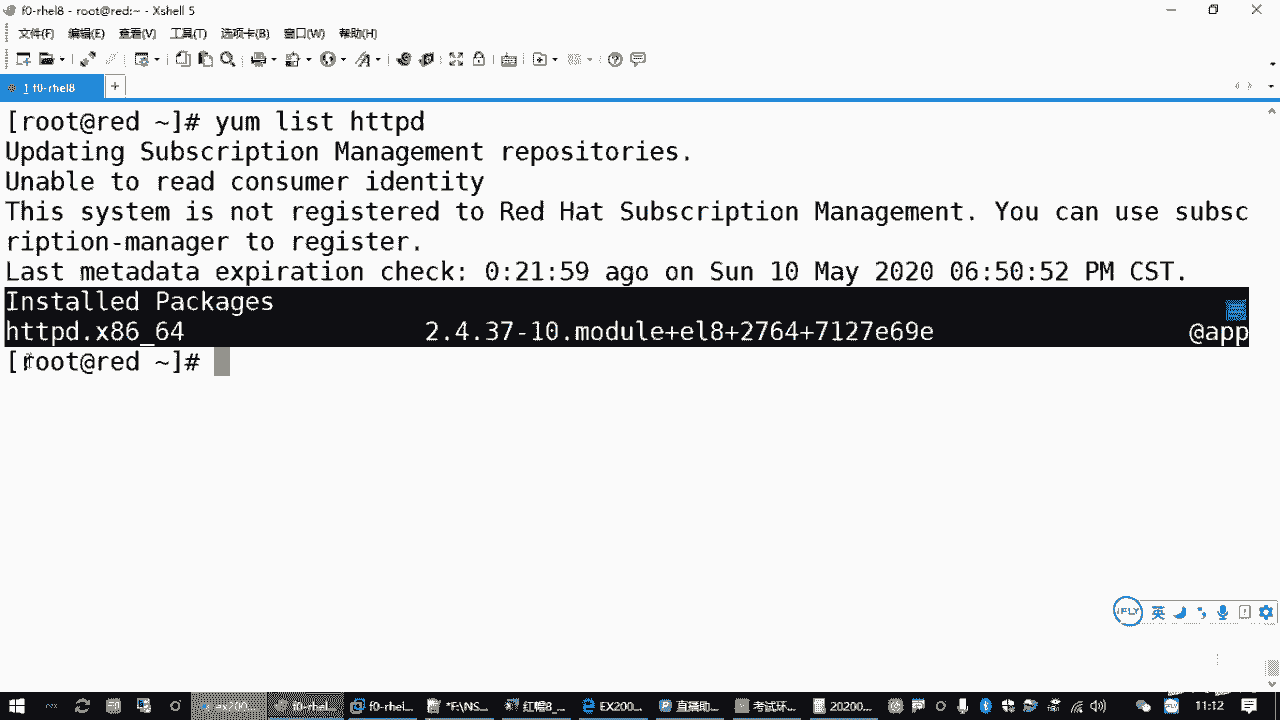 f0-rhel8 - root@red:~ - Xshell 5
文件(F) 编辑(E) 查看(V) 工具(T) 选项卡(B) 窗口(W) 帮助(H)
1 f0-rhel8
[root@red ~]# yum list httpd
Updating Subscription Management repositories.
Unable to read consumer identity
This system is not registered to Red Hat Subscription Management. You can use subsc
ription-manager to register.
Last metadata expiration check: 0:21:59 ago on Sun 10 May 2020 06:50:52 PM CST.
Installed Packages
httpd.x86_64 2.4.37-10.module+el8+2764+7127e69e @app
[root@red ~]#
iFLY 英
ex200 f0-rhel... f0-rhei... *F:\NS... 红帽8_... EX200... 直播助... 考试环... 20200... 11:12